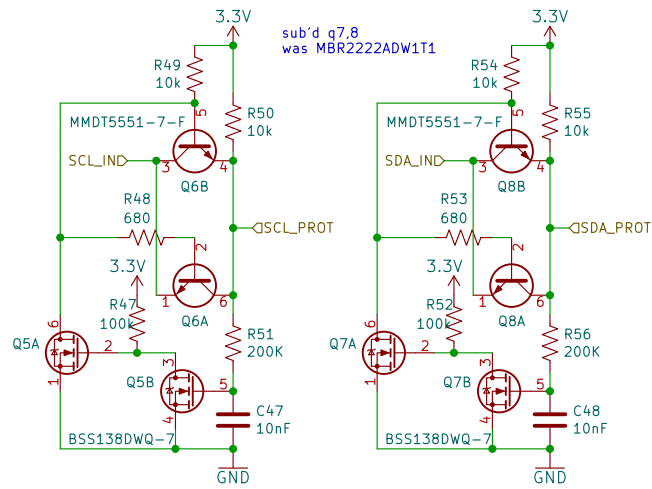 3.3V
sub'd q7,8
was MBR2222ADW1T1
3.3V
R49
10k
R54
10k
5
R50
10k
5
R55
10k
MMDT5551-7-F
MMDT5551-7-F
SCL_IN
3
4
SDA_IN
3
4
Q6B
Q8B
R48
680
R53
680
SCL_PROT
SDA_PROT
2
2
3.3V
3.3V
R47
100k
1
6
R52
100k
1
6
Q6A
Q8A
6
Q5A
2
1
R51
200K
6
Q7A
2
1
R56
200K
3
Q5B
5
4
3
Q7B
5
4
C47
10nF
C48
10nF
BSS138DWQ-7
BSS138DWQ-7
GND
GND